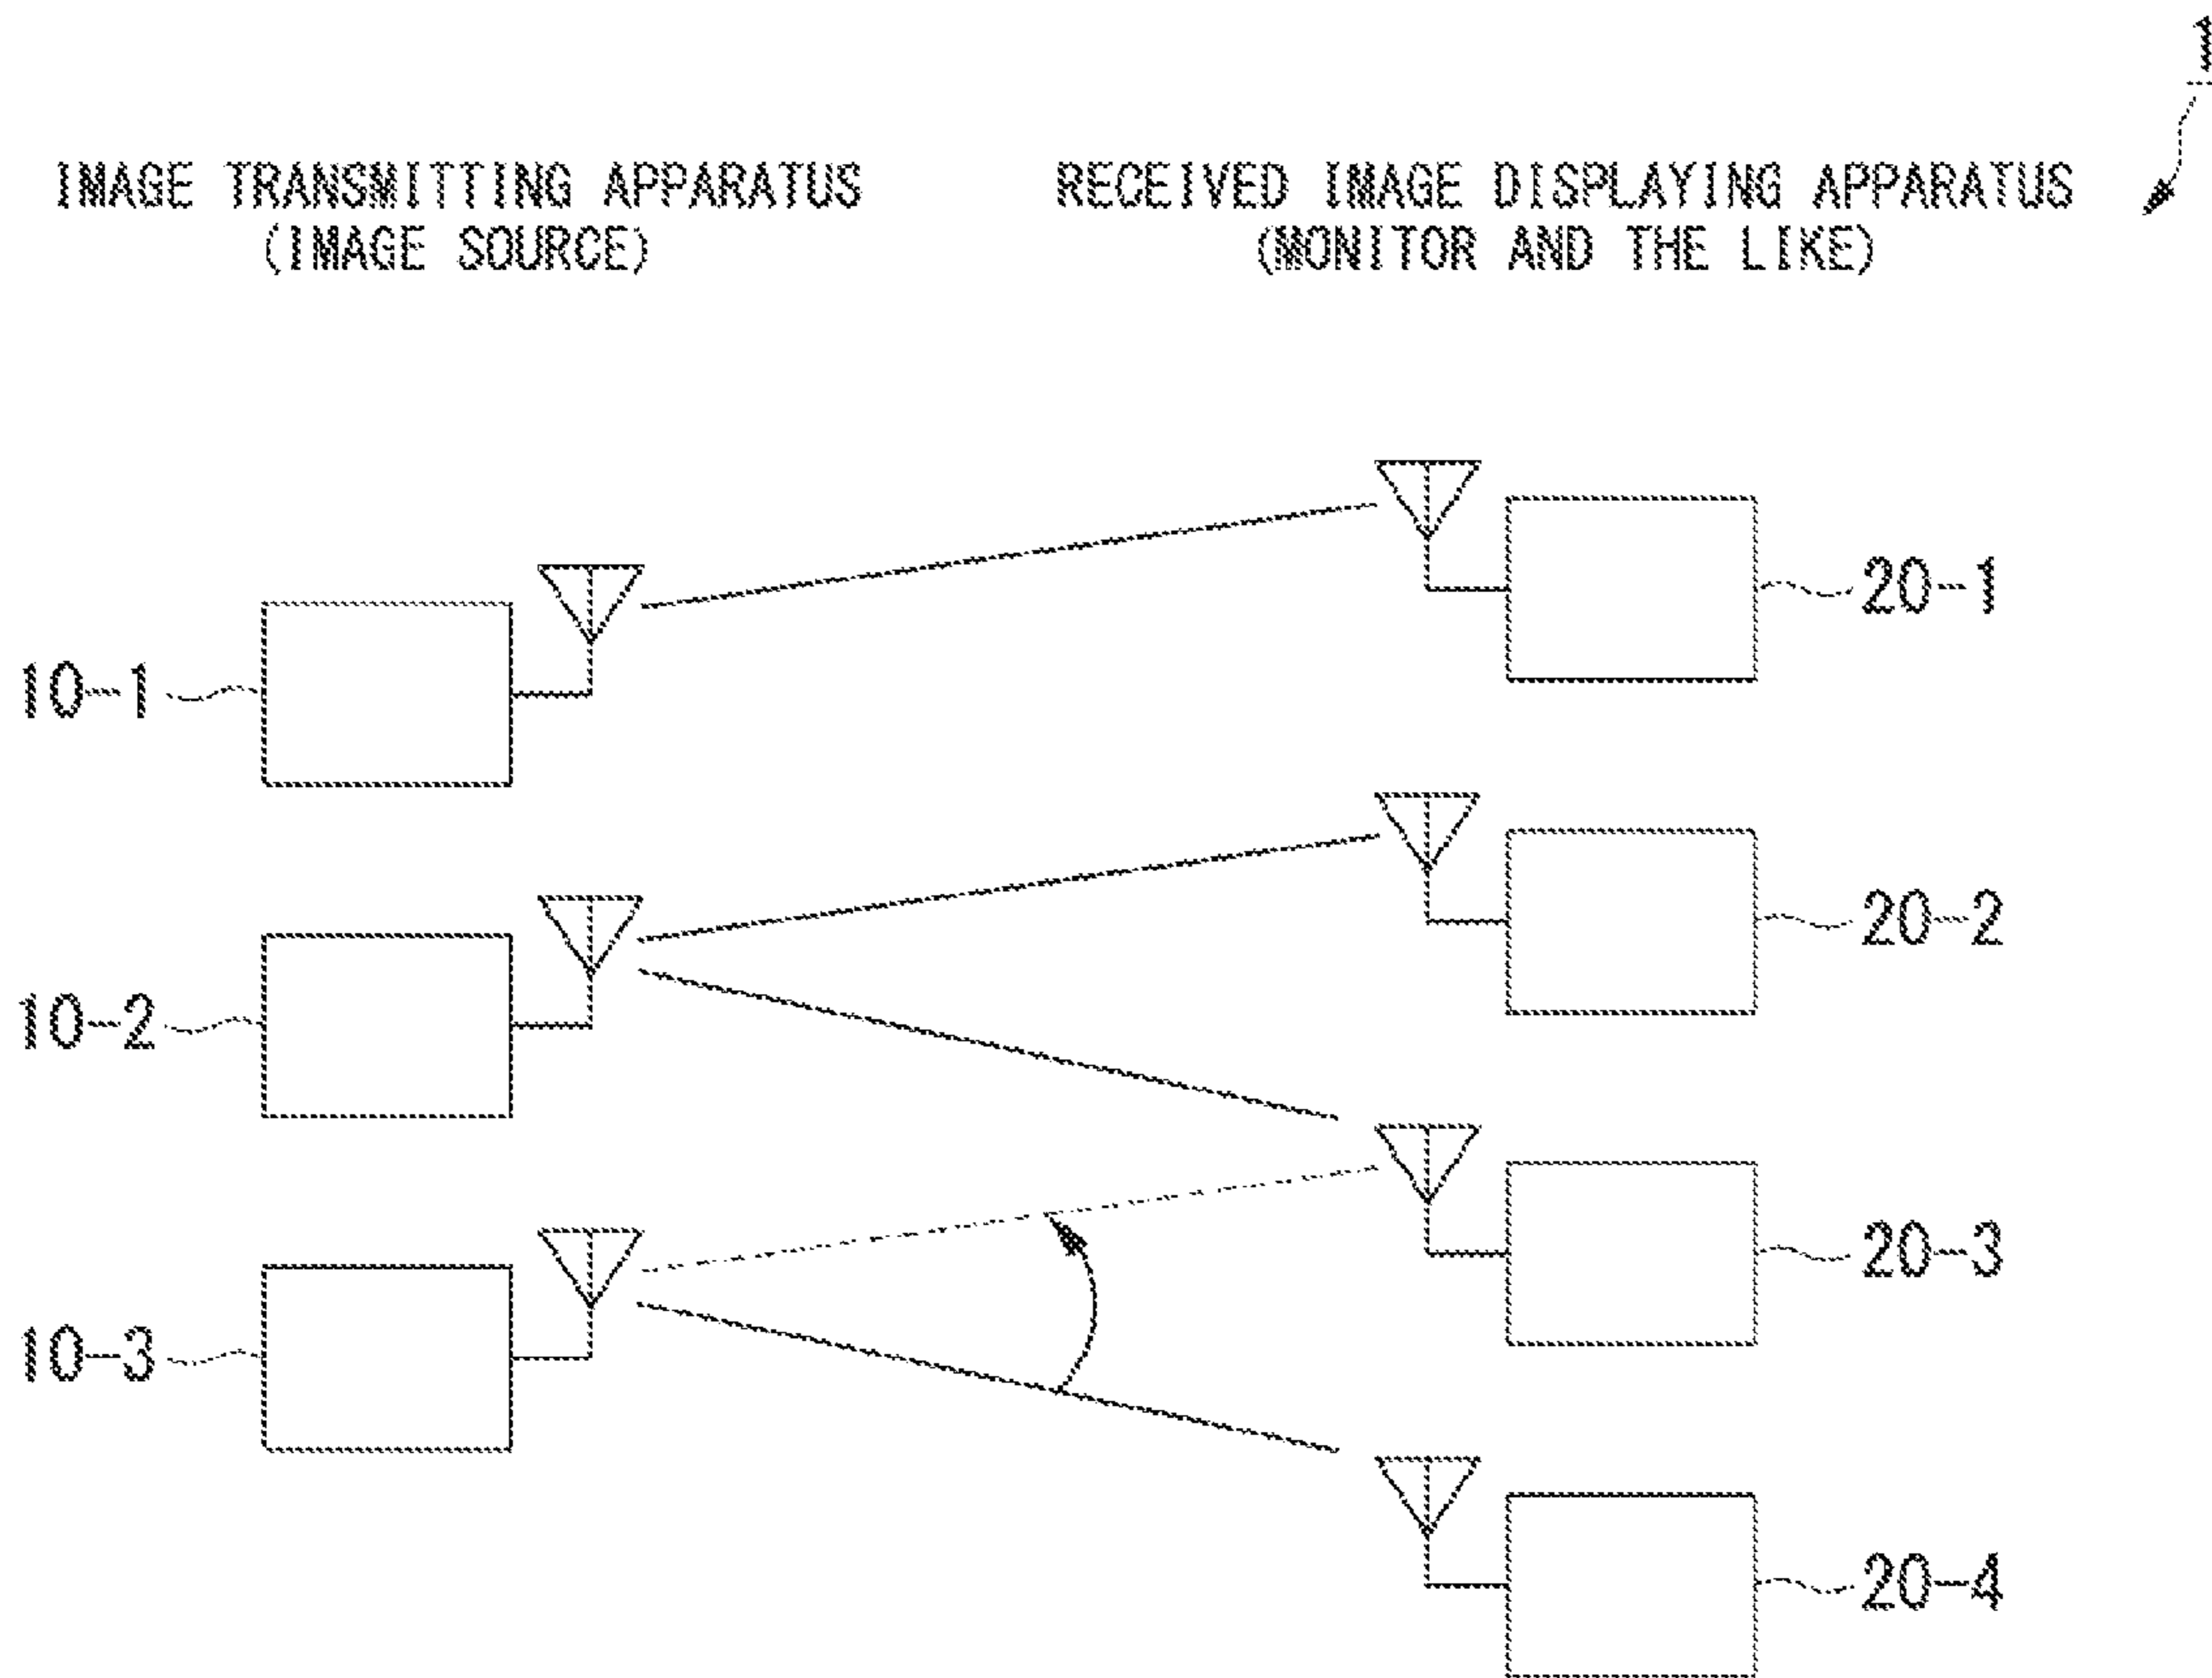 1
IMAGE TRANSMITTING APPARATUS
(IMAGE SOURCE)
RECEIVED IMAGE DISPLAYING APPARATUS
(MONITOR AND THE LIKE)
10-1
20-1
10-2
20-2
10-3
20-3
20-4